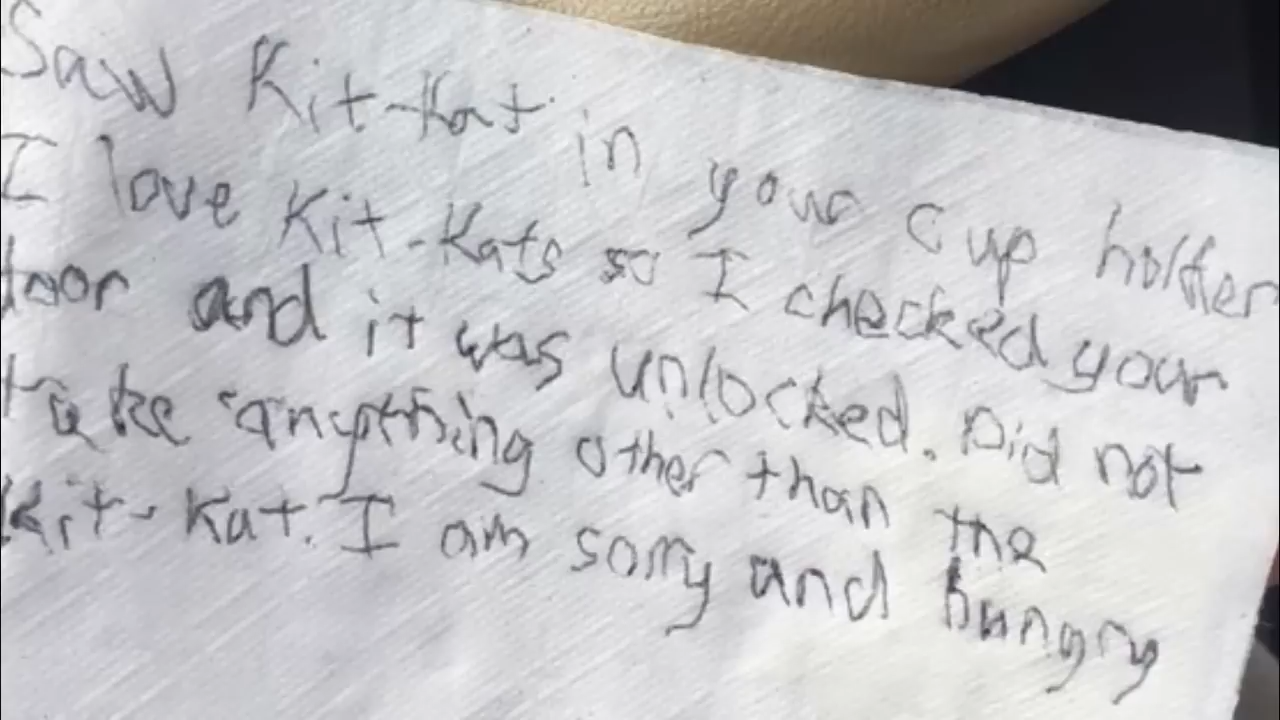 Saw Kit-Kat in your cup holder
I love Kit-Kats so I checked your
door and it was unlocked. Did not
take anything other than the
Kit-Kat. I am sorry and hungry